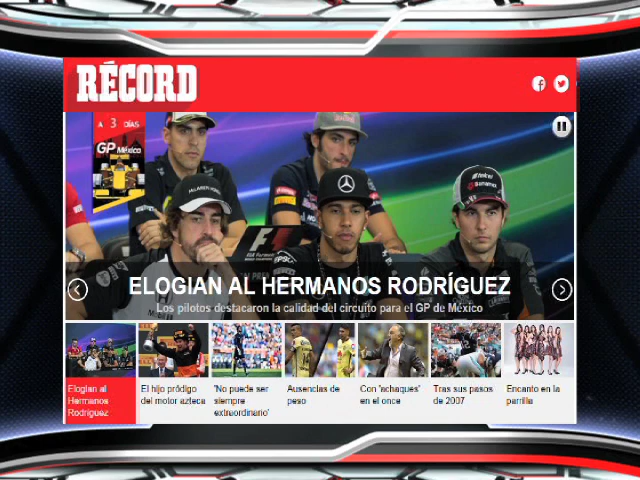 RÉCORD
A 3 DÍAS
GP México
ELOGIAN AL HERMANOS RODRÍGUEZ
Los pilotos destacaron la calidad del circuito para el GP de México
Elogian al
Hermanos
Rodríguez
El hijo pródigo
del motor azteca
'No puede ser
siempre
extraordinario'
Ausencias de
peso
Con 'achaques'
en el once
Tras sus pasos
de 2007
Encanto en la
parrilla